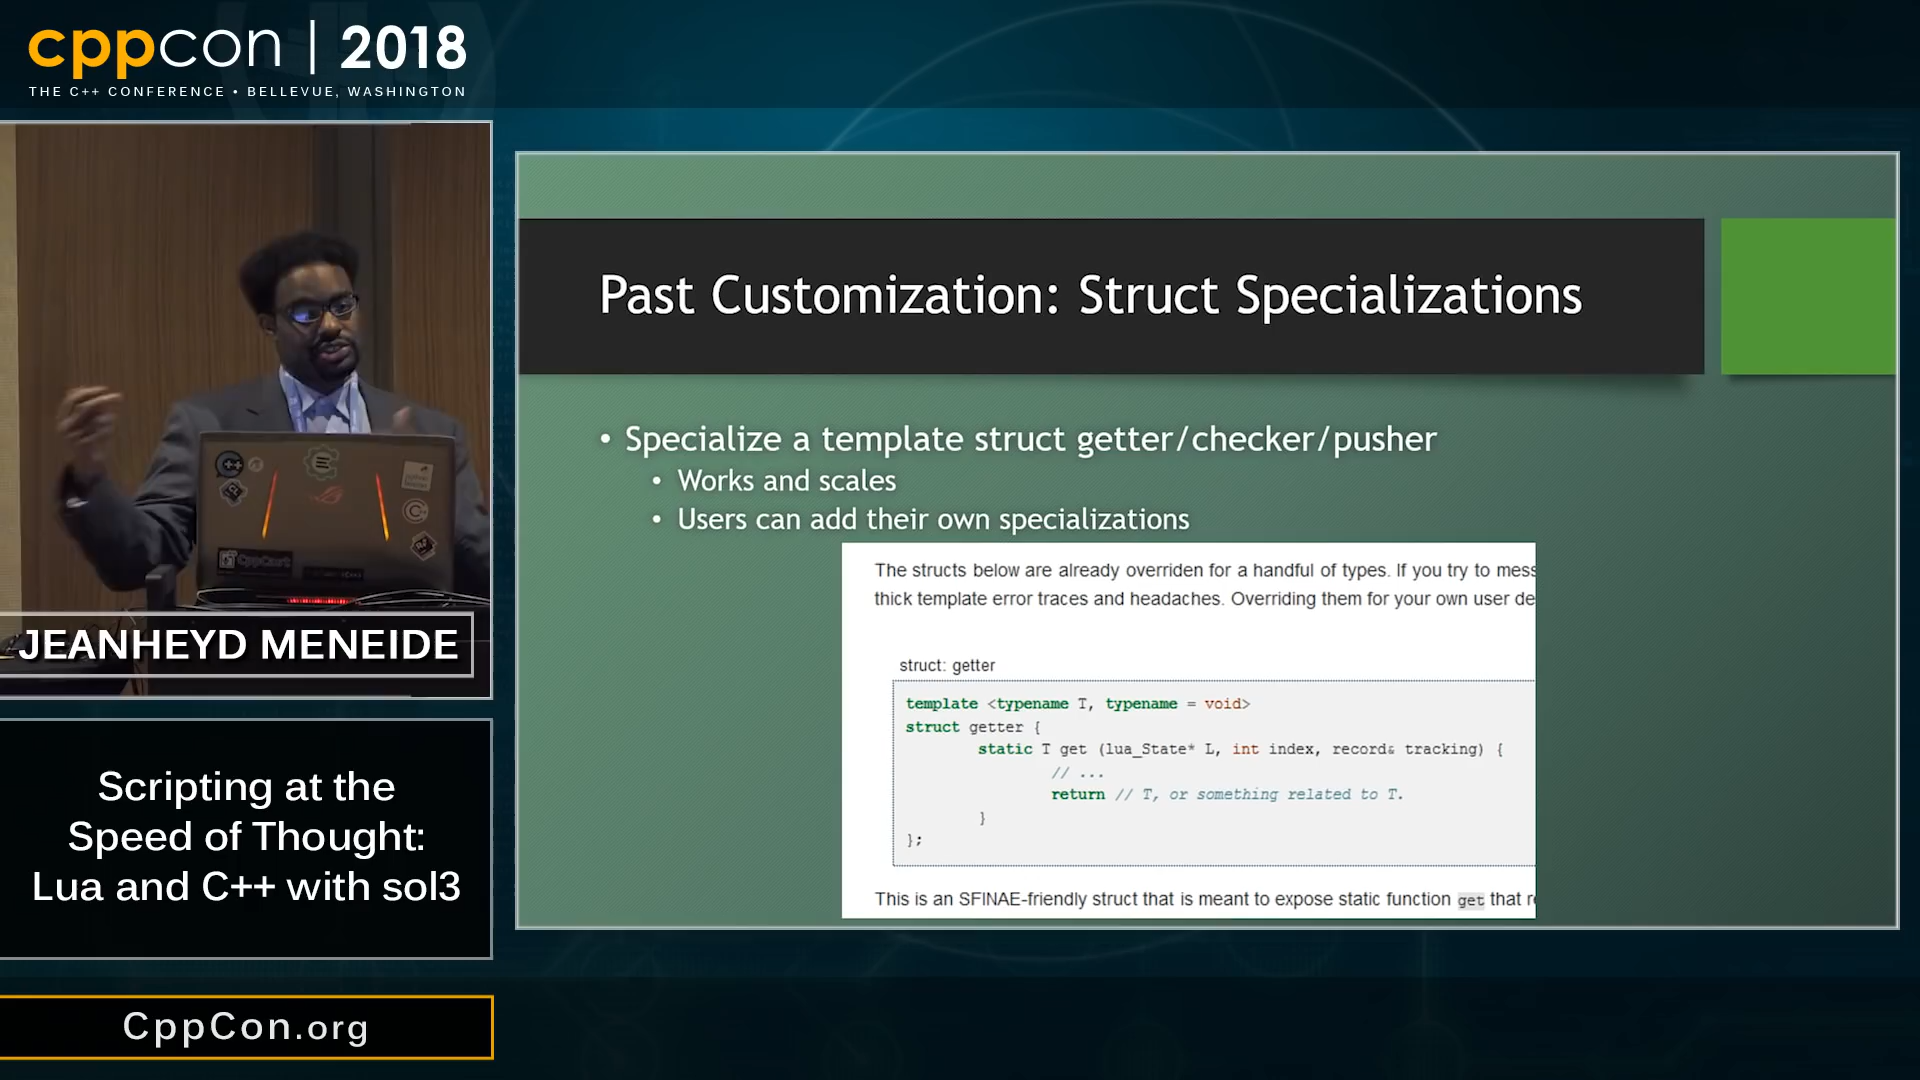 cppcon | 2018
THE C++ CONFERENCE • BELLEVUE, WASHINGTON
JEANHEYD MENEIDE
Scripting at the
Speed of Thought:
Lua and C++ with sol3
CppCon.org
Past Customization: Struct Specializations
• Specialize a template struct getter/checker/pusher
• Works and scales
• Users can add their own specializations
The structs below are already overriden for a handful of types. If you try to mess
thick template error traces and headaches. Overriding them for your own user de
struct: getter
template <typename T, typename = void>
struct getter {
static T get (lua_State* L, int index, record& tracking) {
// ...
return // T, or something related to T.
}
};
This is an SFINAE-friendly struct that is meant to expose static function get that r
C++
CppCast